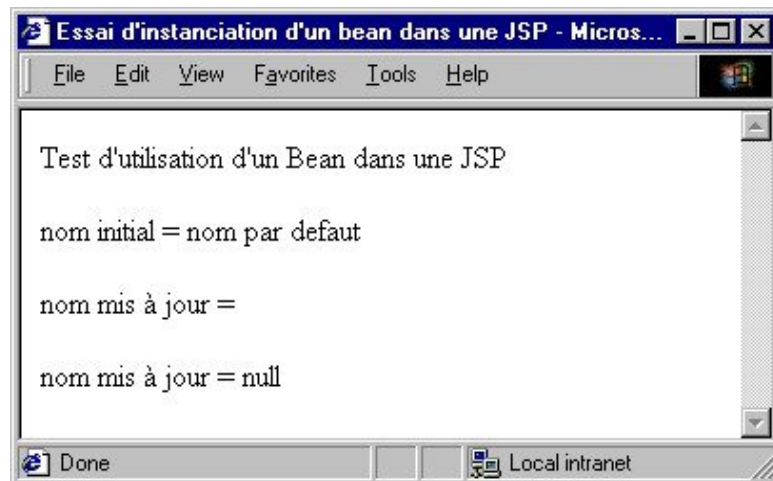 Essai d'instanciation d'un bean dans une JSP - Micros...
File Edit View Favorites Tools Help
Test d'utilisation d'un Bean dans une JSP
nom initial = nom par defaut
nom mis à jour =
nom mis à jour = null
Done Local intranet